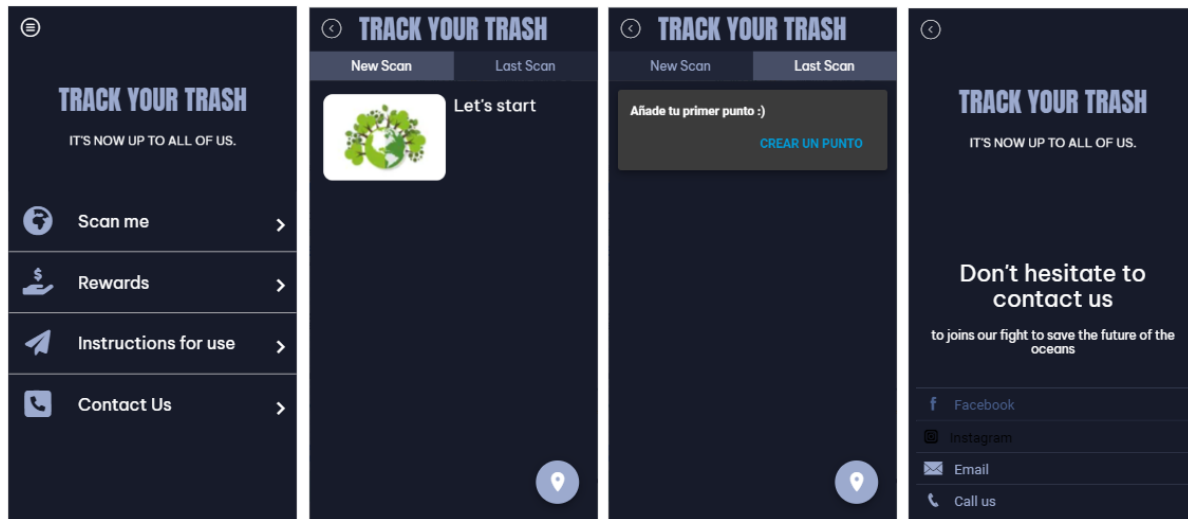 TRACK YOUR TRASH
IT'S NOW UP TO ALL OF US.
Scan me
Rewards
Instructions for use
Contact Us
TRACK YOUR TRASH
New Scan Last Scan
Let's start
TRACK YOUR TRASH
New Scan Last Scan
Añade tu primer punto :)
CREAR UN PUNTO
TRACK YOUR TRASH
IT'S NOW UP TO ALL OF US.
Don't hesitate to
contact us
to joins our fight to save the future of the
oceans
Facebook
Instagram
Email
Call us